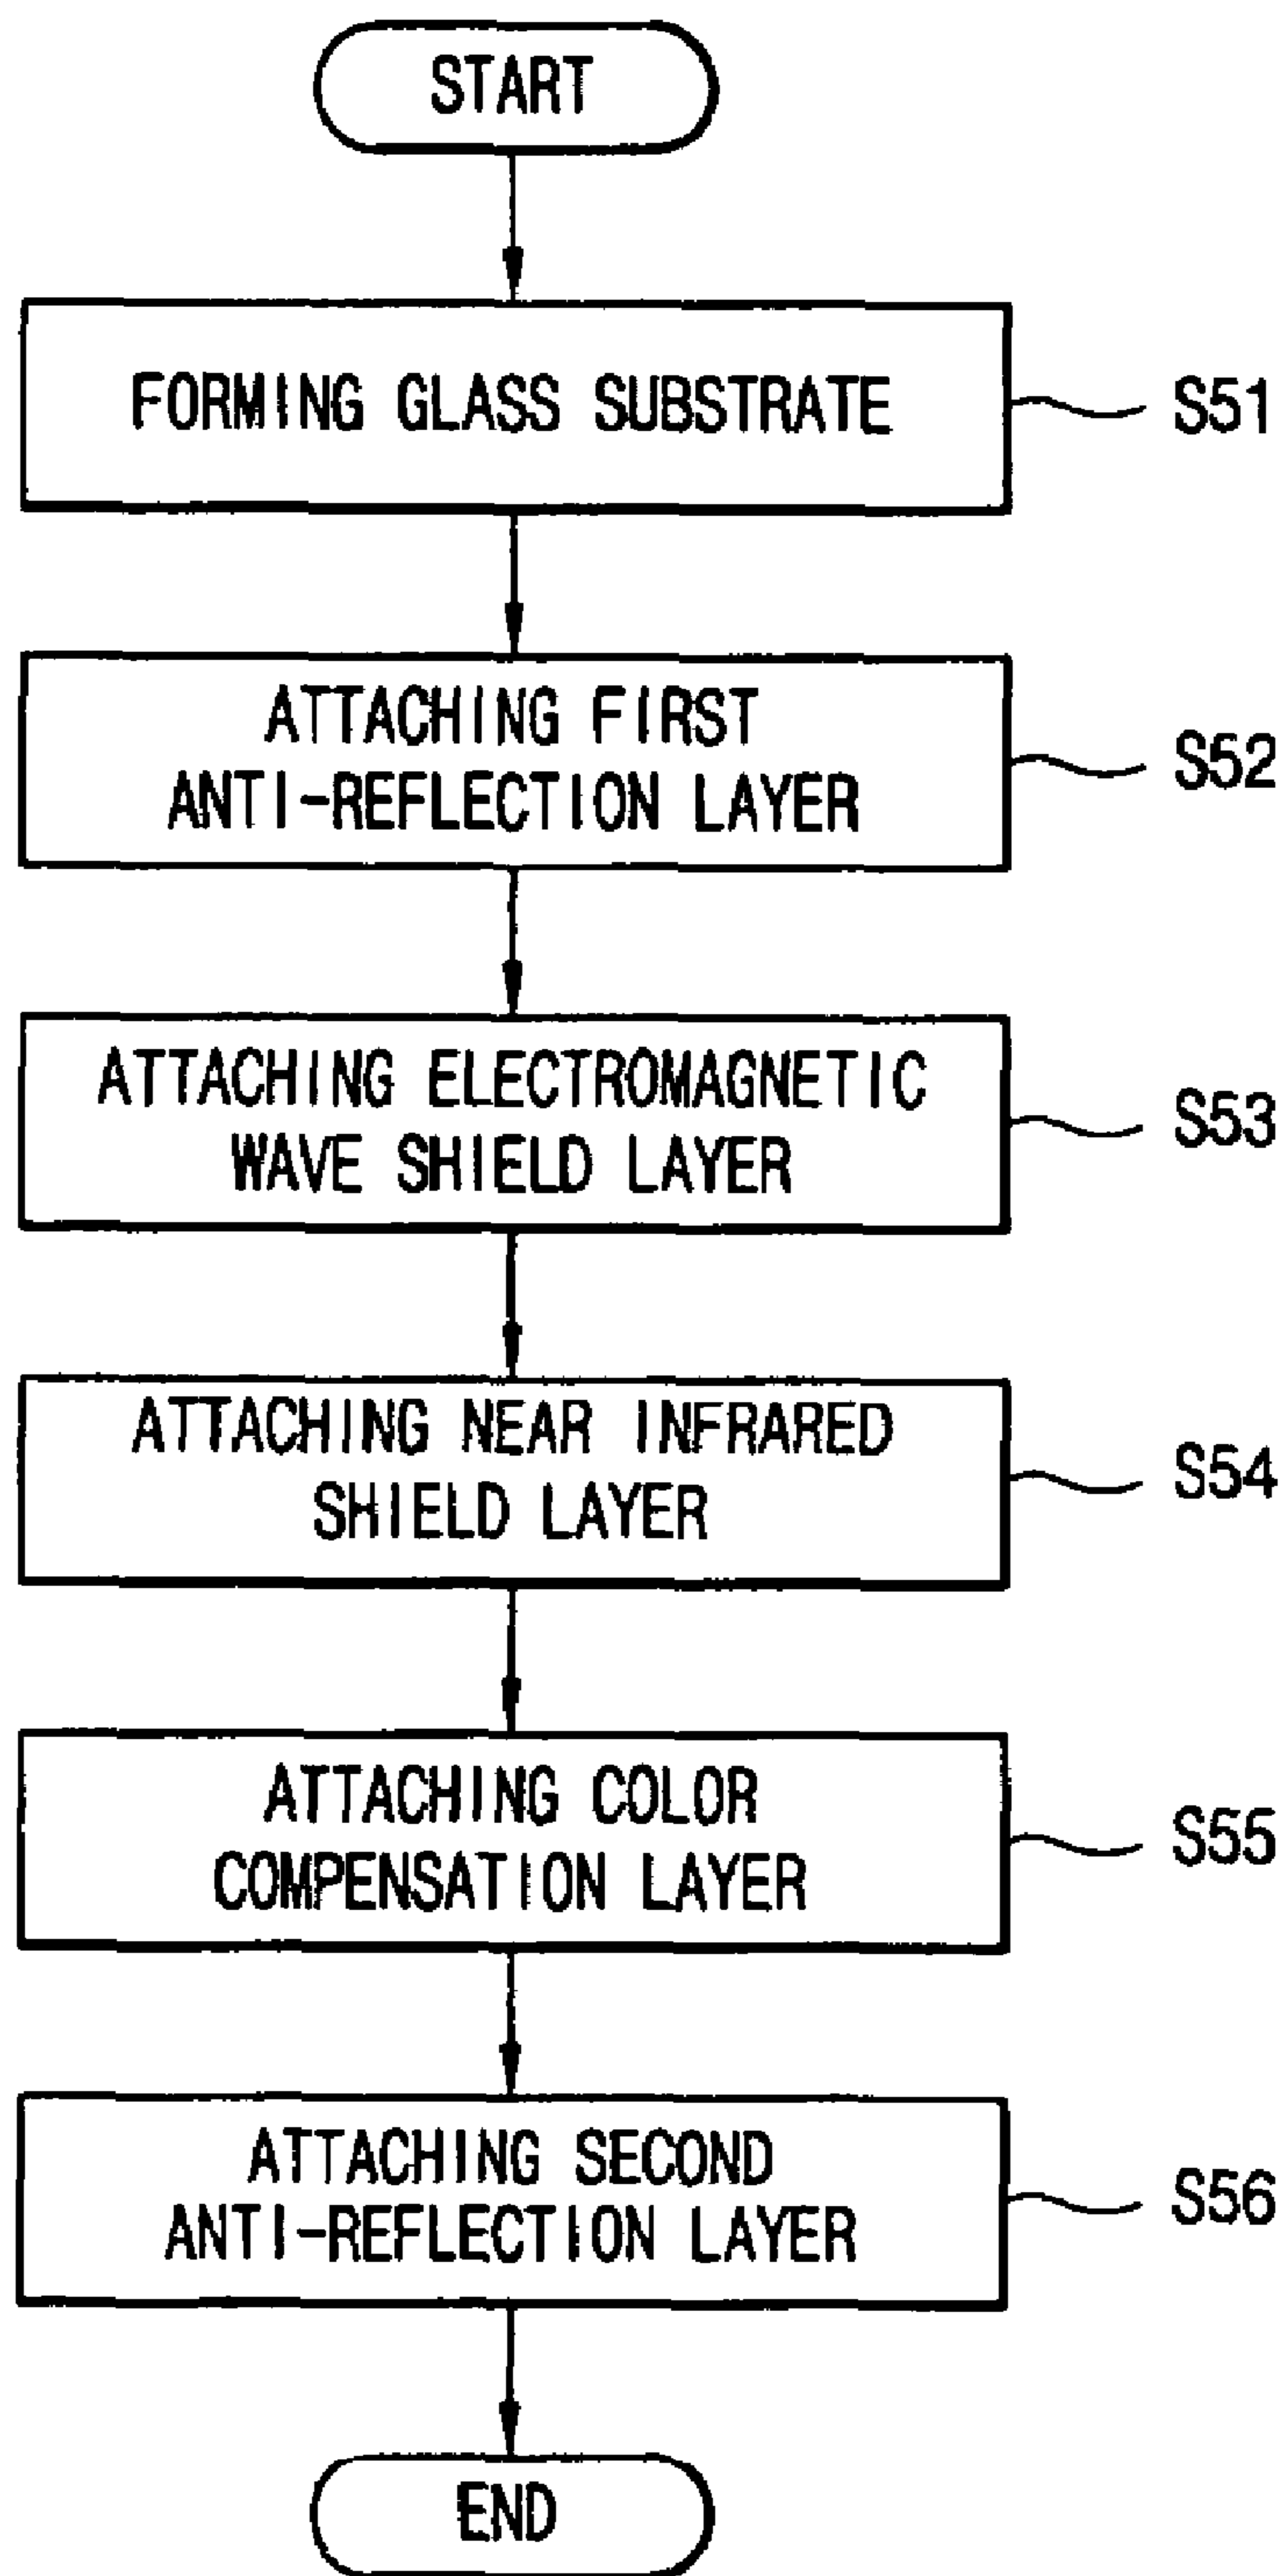 START
FORMING GLASS SUBSTRATE
S51
ATTACHING FIRST
ANTI-REFLECTION LAYER
S52
ATTACHING ELECTROMAGNETIC
WAVE SHIELD LAYER
S53
ATTACHING NEAR INFRARED
SHIELD LAYER
S54
ATTACHING COLOR
COMPENSATION LAYER
S55
ATTACHING SECOND
ANTI-REFLECTION LAYER
S56
END